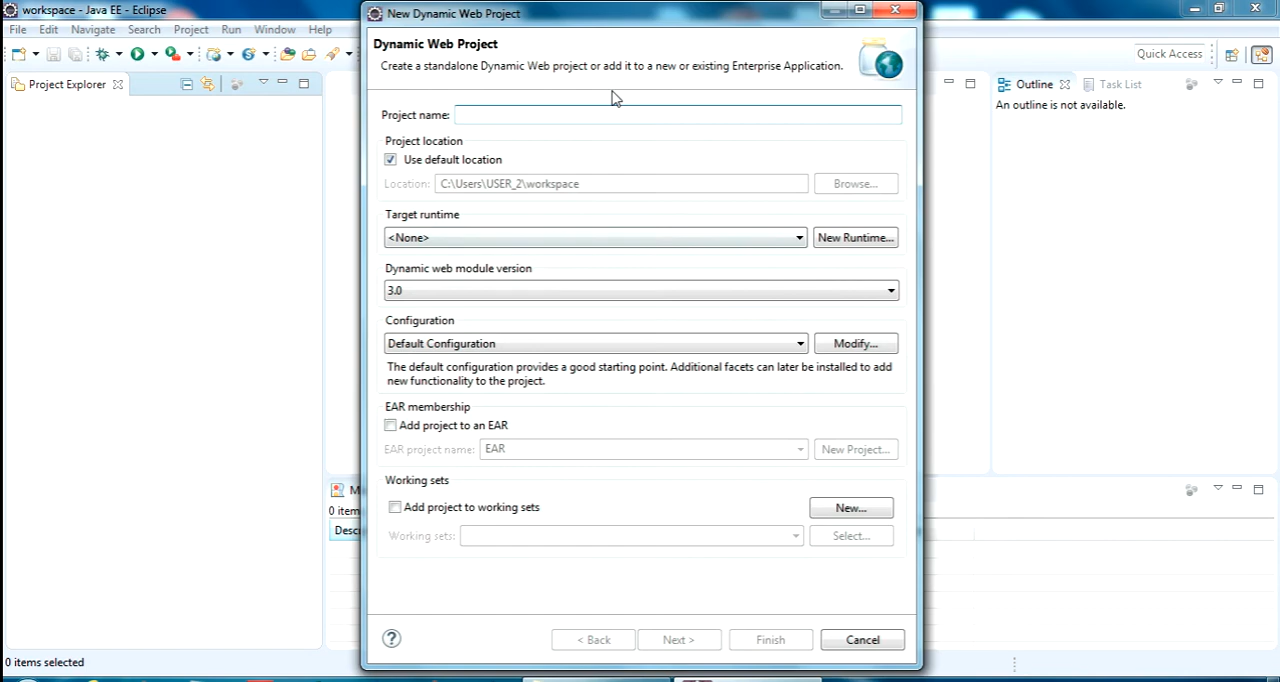 workspace - Java EE - Eclipse
File Edit Navigate Search Project Run Window Help
Quick Access
Project Explorer
New Dynamic Web Project
Dynamic Web Project
Create a standalone Dynamic Web project or add it to a new or existing Enterprise Application.
Project name:
Project location
Use default location
Location: C:\Users\USER_2\workspace Browse...
Target runtime
<None> New Runtime...
Dynamic web module version
3.0
Configuration
Default Configuration Modify...
The default configuration provides a good starting point. Additional facets can later be installed to add
new functionality to the project.
EAR membership
Add project to an EAR
EAR project name: EAR New Project...
Working sets
Add project to working sets New...
Working sets: Select...
< Back Next > Finish Cancel
Outline Task List
An outline is not available.
M
0 item
Descr
0 items selected